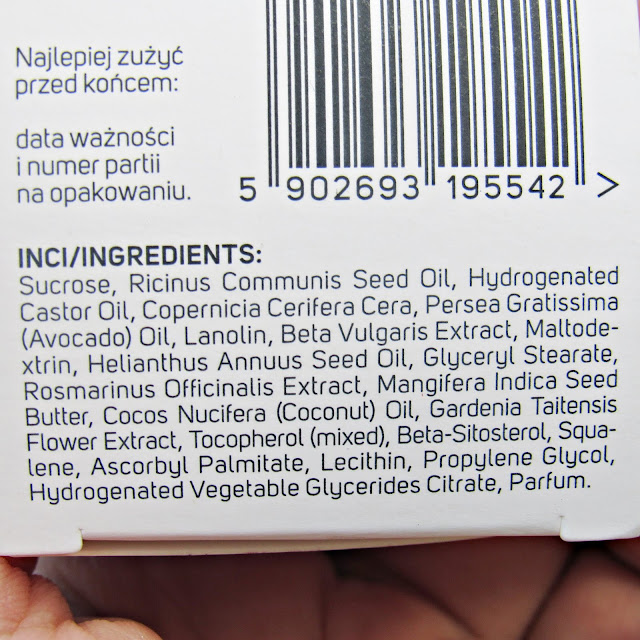 Najlepiej zużyć
przed końcem:
data ważności
i numer partii
na opakowaniu.
5 902693 195542 >
INCI/INGREDIENTS:
Sucrose, Ricinus Communis Seed Oil, Hydrogenated
Castor Oil, Copernicia Cerifera Cera, Persea Gratissima
(Avocado) Oil, Lanolin, Beta Vulgaris Extract, Maltode-
xtrin, Helianthus Annuus Seed Oil, Glyceryl Stearate,
Rosmarinus Officinalis Extract, Mangifera Indica Seed
Butter, Cocos Nucifera (Coconut) Oil, Gardenia Taitensis
Flower Extract, Tocopherol (mixed), Beta-Sitosterol, Squa-
lene, Ascorbyl Palmitate, Lecithin, Propylene Glycol,
Hydrogenated Vegetable Glycerides Citrate, Parfum.